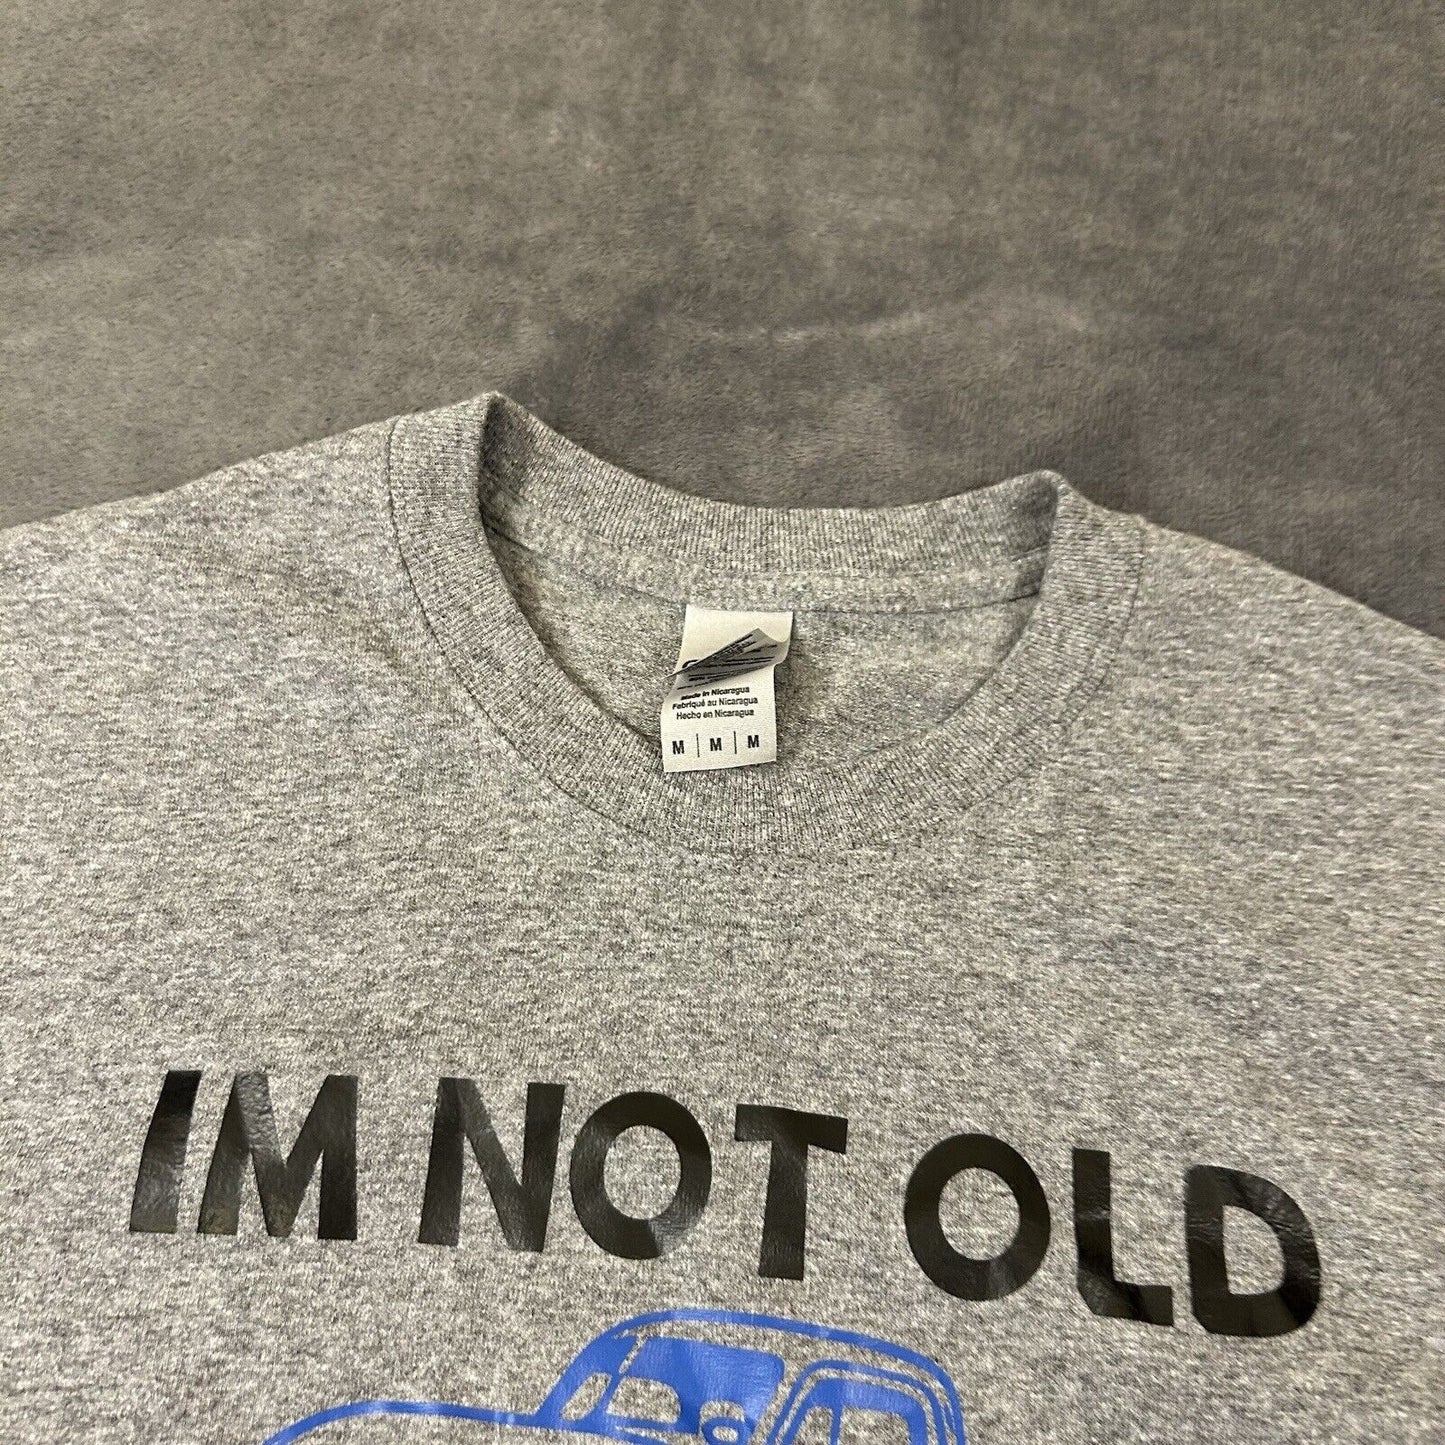 Made in Nicaragua
Fabriqué au Nicaragua
Hecho en Nicaragua
M | M | M
IM NOT OLD